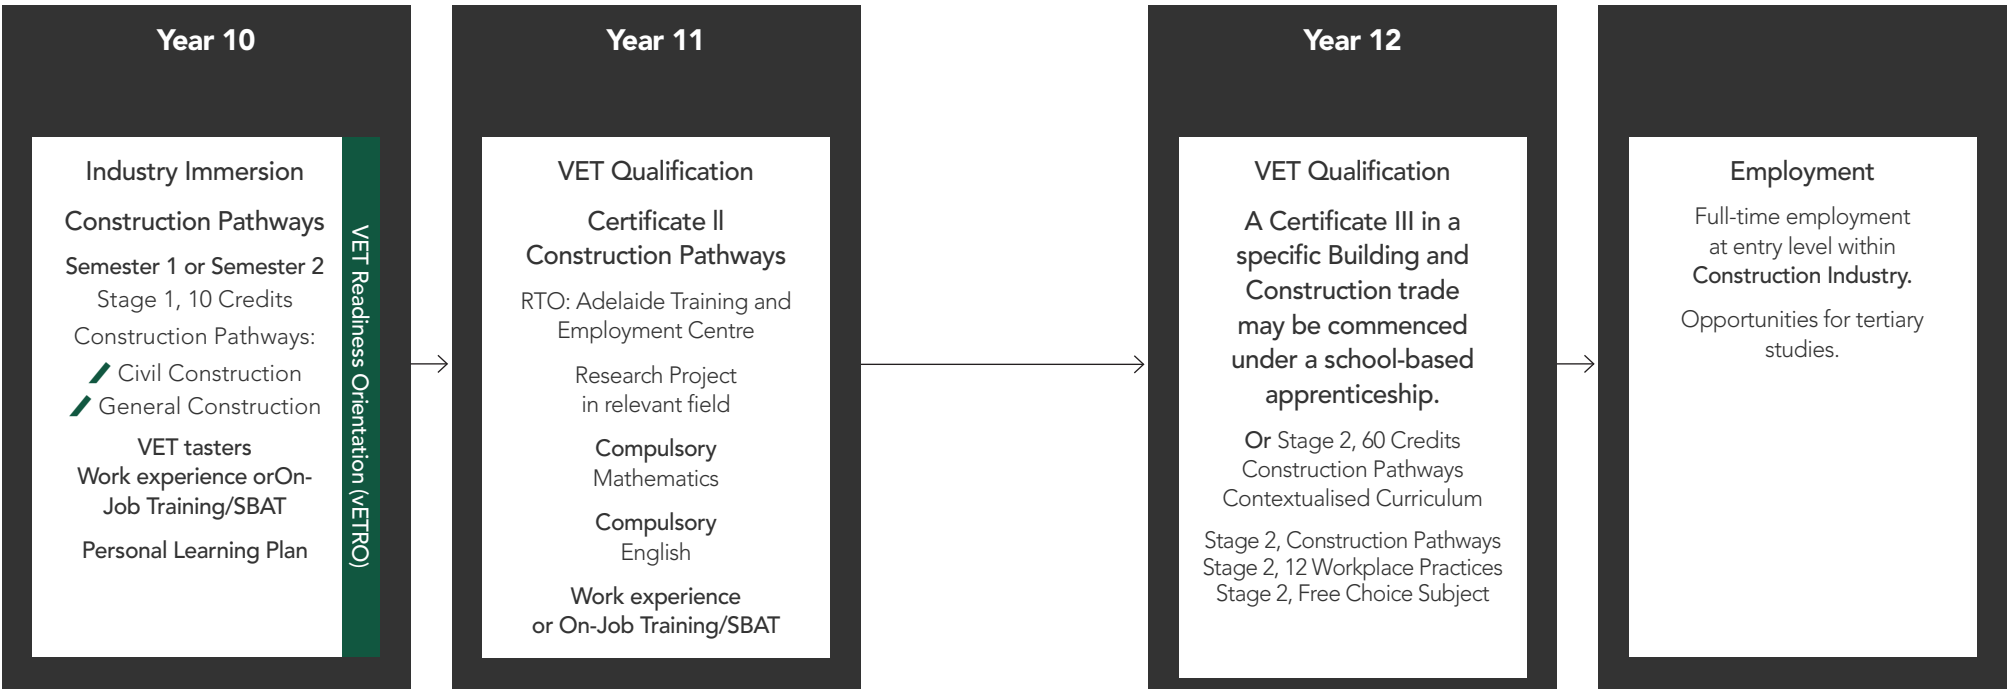 Year 10
Industry Immersion
Construction Pathways
Semester 1 or Semester 2
Stage 1, 10 Credits
Construction Pathways:
Civil Construction
General Construction
VET tasters
Work experience orOn-
Job Training/SBAT
Personal Learning Plan
VET Readiness Orientation (vETRO)
Year 11
VET Qualification
Certificate ll
Construction Pathways
RTO: Adelaide Training and
Employment Centre
Research Project
in relevant field
Compulsory
Mathematics
Compulsory
English
Work experience
or On-Job Training/SBAT
Year 12
VET Qualification
A Certificate III in a
specific Building and
Construction trade
may be commenced
under a school-based
apprenticeship.
Or Stage 2, 60 Credits
Construction Pathways
Contextualised Curriculum
Stage 2, Construction Pathways
Stage 2, 12 Workplace Practices
Stage 2, Free Choice Subject
Employment
Full-time employment
at entry level within
Construction Industry.
Opportunities for tertiary
studies.